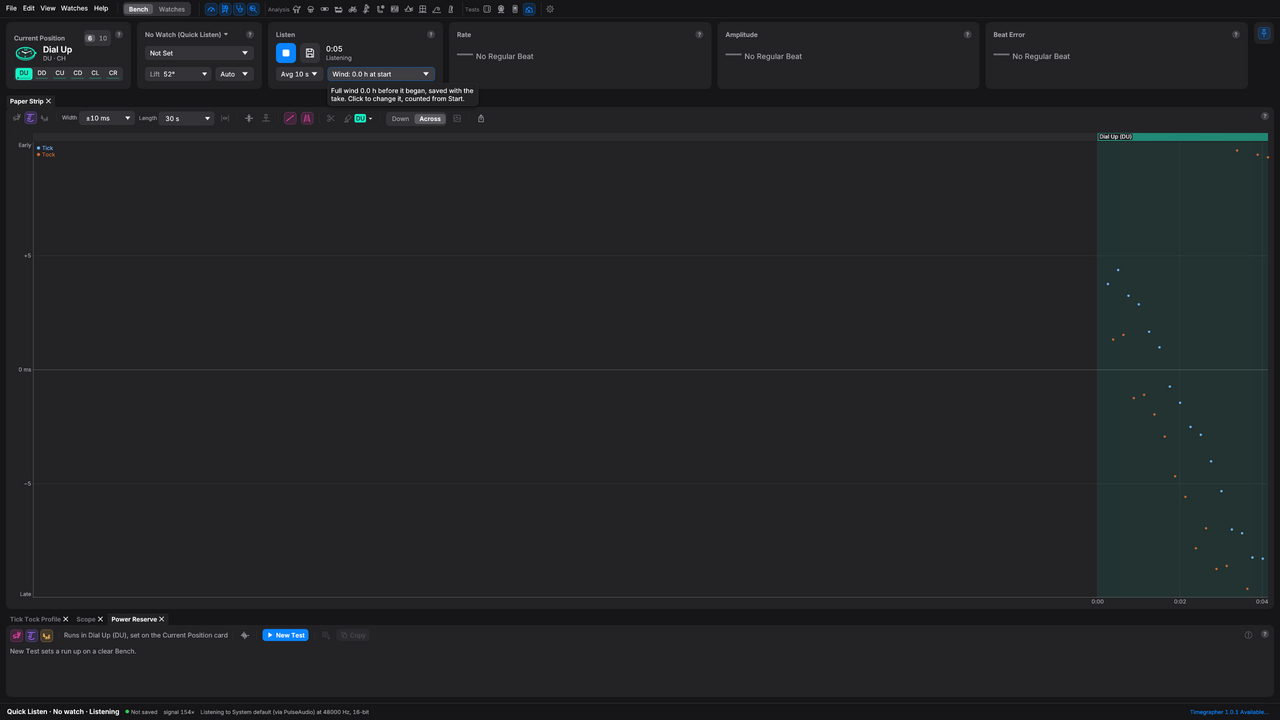 File Edit View Watches Help
Bench Watches
Analysis
Tests
Current Position 6 10 ?
Dial Up
DU · CH
DU DD CU CD CL CR
No Watch (Quick Listen) ?
Not Set
Lift 52° Auto
Listen ?
0:05
Listening
Avg 10 s Wind: 0.0 h at start
Full wind 0.0 h before it began, saved with the
take. Click to change it, counted from Start.
Rate ?
No Regular Beat
Amplitude ?
No Regular Beat
Beat Error ?
No Regular Beat
Paper Strip
Width ±10 ms Length 30 s DU Down Across ?
Dial Up (DU)
Early
Tick
Tock
+5
0 ms
−5
Late
0:00 0:02 0:04
Tick Tock Profile Scope Power Reserve
Runs in Dial Up (DU), set on the Current Position card New Test Copy ?
New Test sets a run up on a clear Bench.
Quick Listen · No watch · Listening Not saved signal 154× Listening to System default (via PulseAudio) at 48000 Hz, 16-bit Timegrapher 1.0.1 Available...